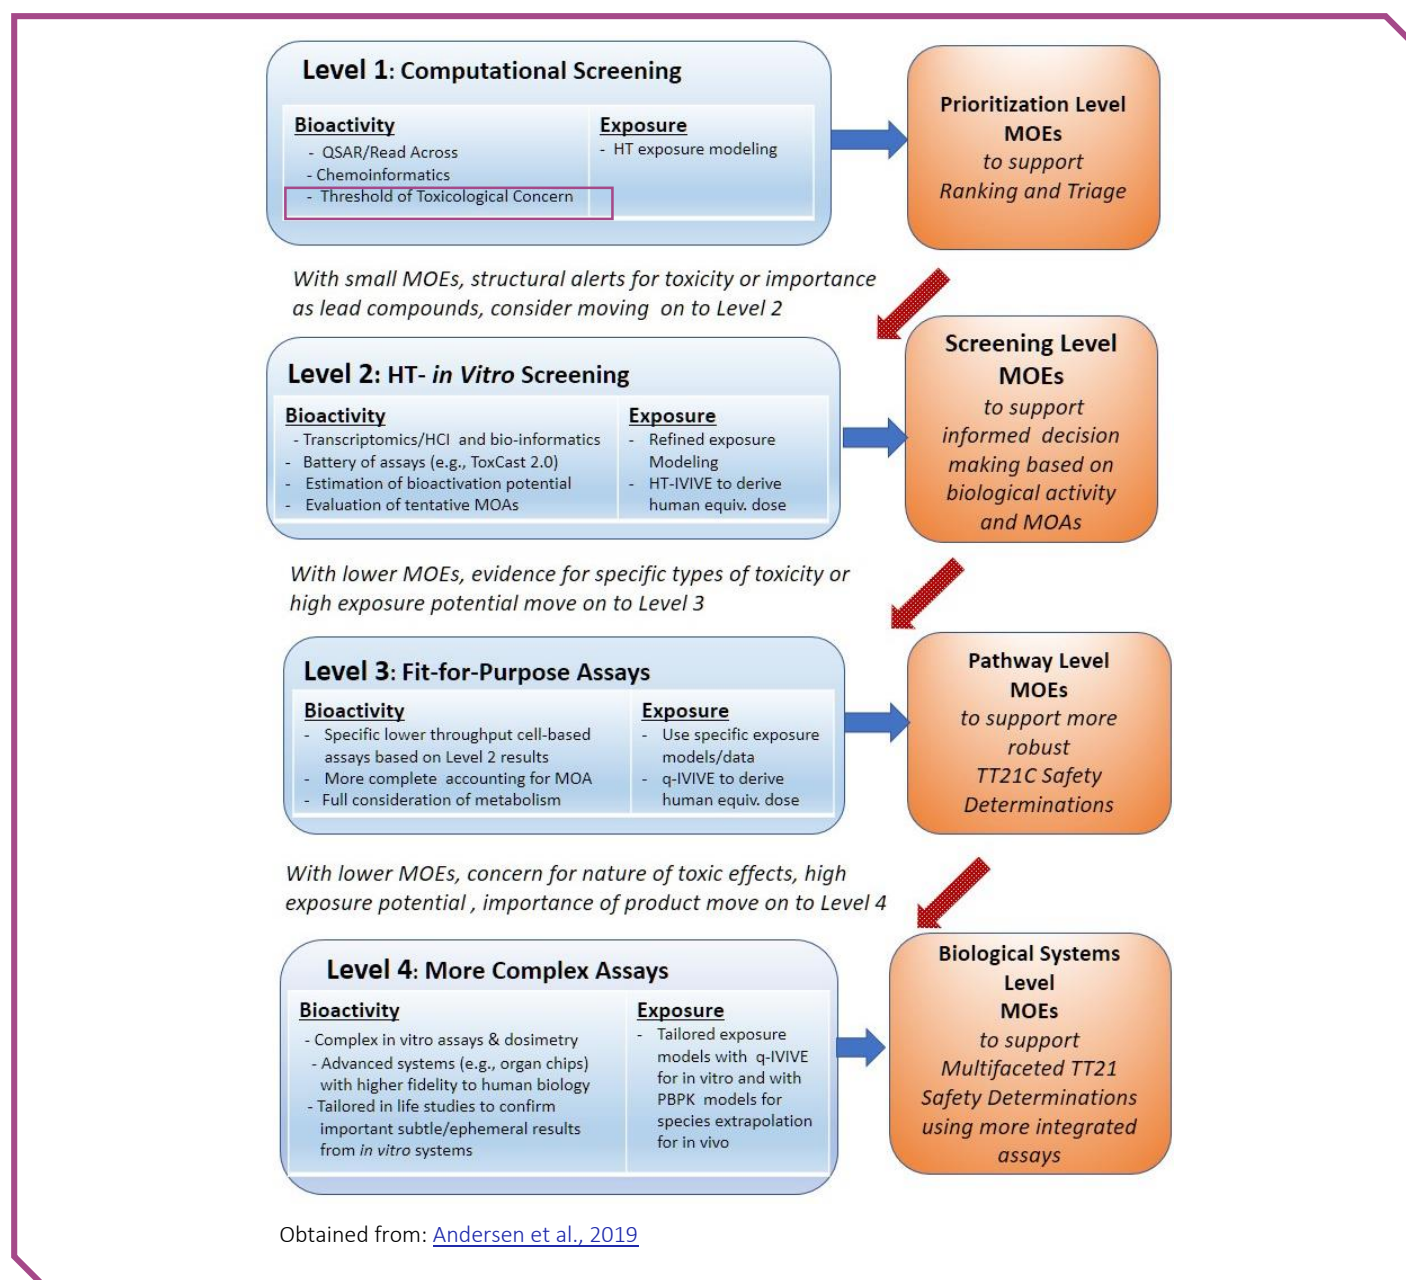 Level 1: Computational Screening
Bioactivity
- QSAR/Read Across
- Chemoinformatics
- Threshold of Toxicological Concern
Exposure
- HT exposure modeling
Prioritization Level
MOEs
to support
Ranking and Triage
With small MOEs, structural alerts for toxicity or importance
as lead compounds, consider moving on to Level 2
Level 2: HT- in Vitro Screening
Bioactivity
- Transcriptomics/HCI and bio-informatics
- Battery of assays (e.g., ToxCast 2.0)
- Estimation of bioactivation potential
- Evaluation of tentative MOAs
Exposure
- Refined exposure
Modeling
- HT-IVIVE to derive
human equiv. dose
Screening Level
MOEs
to support
informed decision
making based on
biological activity
and MOAs
With lower MOEs, evidence for specific types of toxicity or
high exposure potential move on to Level 3
Level 3: Fit-for-Purpose Assays
Bioactivity
- Specific lower throughput cell-based
assays based on Level 2 results
- More complete accounting for MOA
- Full consideration of metabolism
Exposure
- Use specific exposure
models/data
- q-IVIVE to derive
human equiv. dose
Pathway Level
MOEs
to support more
robust
TT21C Safety
Determinations
With lower MOEs, concern for nature of toxic effects, high
exposure potential , importance of product move on to Level 4
Level 4: More Complex Assays
Bioactivity
- Complex in vitro assays & dosimetry
- Advanced systems (e.g., organ chips)
with higher fidelity to human biology
- Tailored in life studies to confirm
important subtle/ephemeral results
from in vitro systems
Exposure
- Tailored exposure
models with q-IVIVE
for in vitro and with
PBPK models for
species extrapolation
for in vivo
Biological Systems
Level
MOEs
to support
Multifaceted TT21
Safety Determinations
using more integrated
assays
Obtained from: Andersen et al., 2019